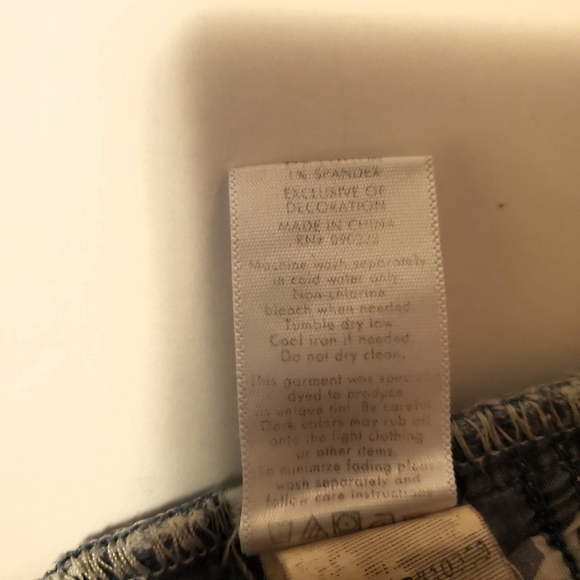 1% SPANDEX
EXCLUSIVE OF
DECORATION
MADE IN CHINA
RN#
Machine wash separately
in cold water only.
Non-chlorine
bleach when needed.
Tumble dry low.
Cool iron if needed.
Do not dry clean.
This garment was
dyed to produce
its unique tint. Be careful
Dark colors may rub off
onto the light clothing
or other items.
To minimize fading
wash separately and
follow care instructions